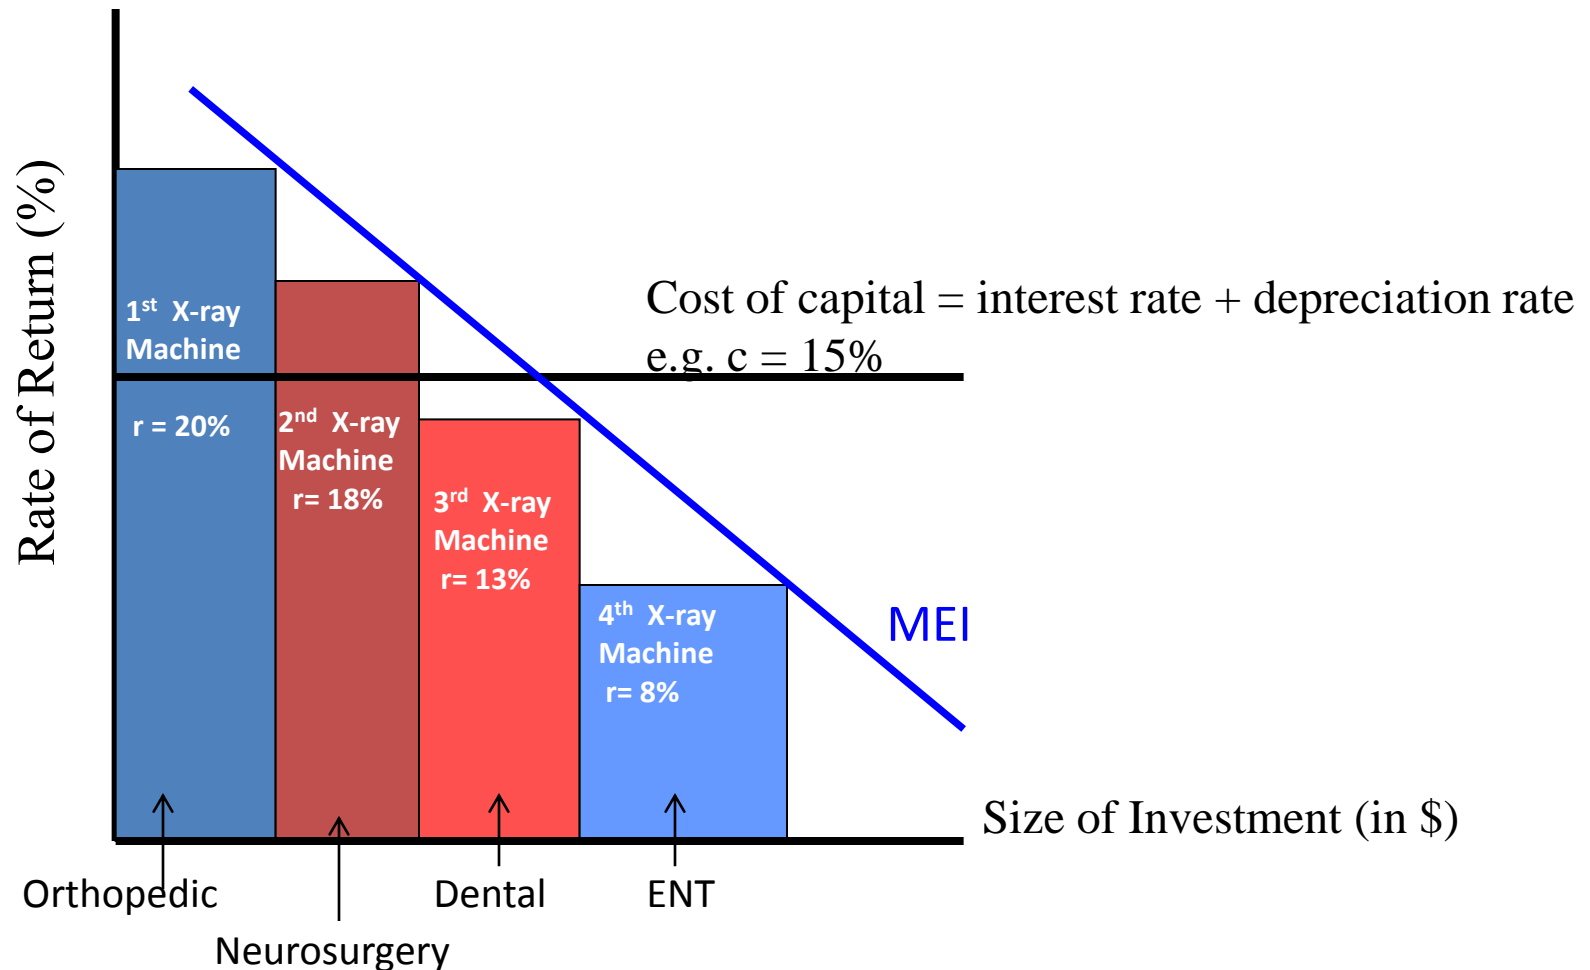 Rate of Return (%)
Cost of capital = interest rate + depreciation rate
e.g. c = 15%
1st X-ray
Machine
r = 20%
2nd X-ray
Machine
r= 18%
3rd X-ray
Machine
r= 13%
4th X-ray
Machine
r= 8%
MEI
Size of Investment (in $)
Orthopedic
Neurosurgery
Dental
ENT